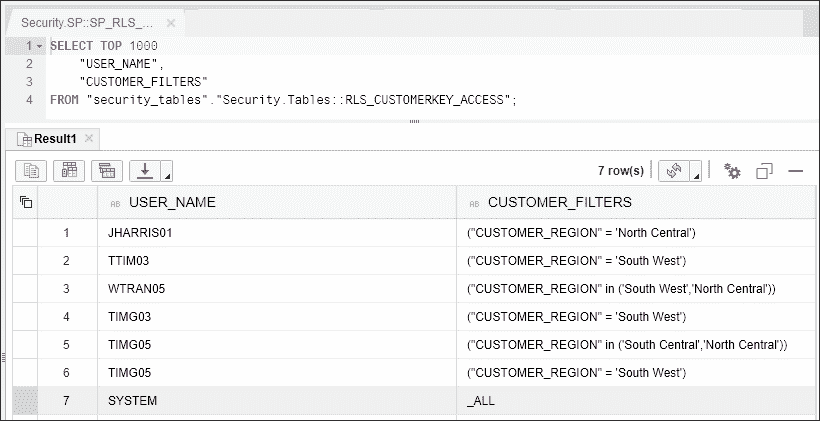 Security.SP::SP_RLS_...
1 SELECT TOP 1000
2 "USER_NAME",
3 "CUSTOMER_FILTERS"
4 FROM "security_tables"."Security.Tables::RLS_CUSTOMERKEY_ACCESS";
Result1
7 row(s)
AB USER_NAME AB CUSTOMER_FILTERS
1 JHARRIS01 ("CUSTOMER_REGION" = 'North Central')
2 TTIM03 ("CUSTOMER_REGION" = 'South West')
3 WTRAN05 ("CUSTOMER_REGION" in ('South West','North Central'))
4 TIMG03 ("CUSTOMER_REGION" = 'South West')
5 TIMG05 ("CUSTOMER_REGION" in ('South Central','North Central'))
6 TIMG05 ("CUSTOMER_REGION" = 'South West')
7 SYSTEM _ALL